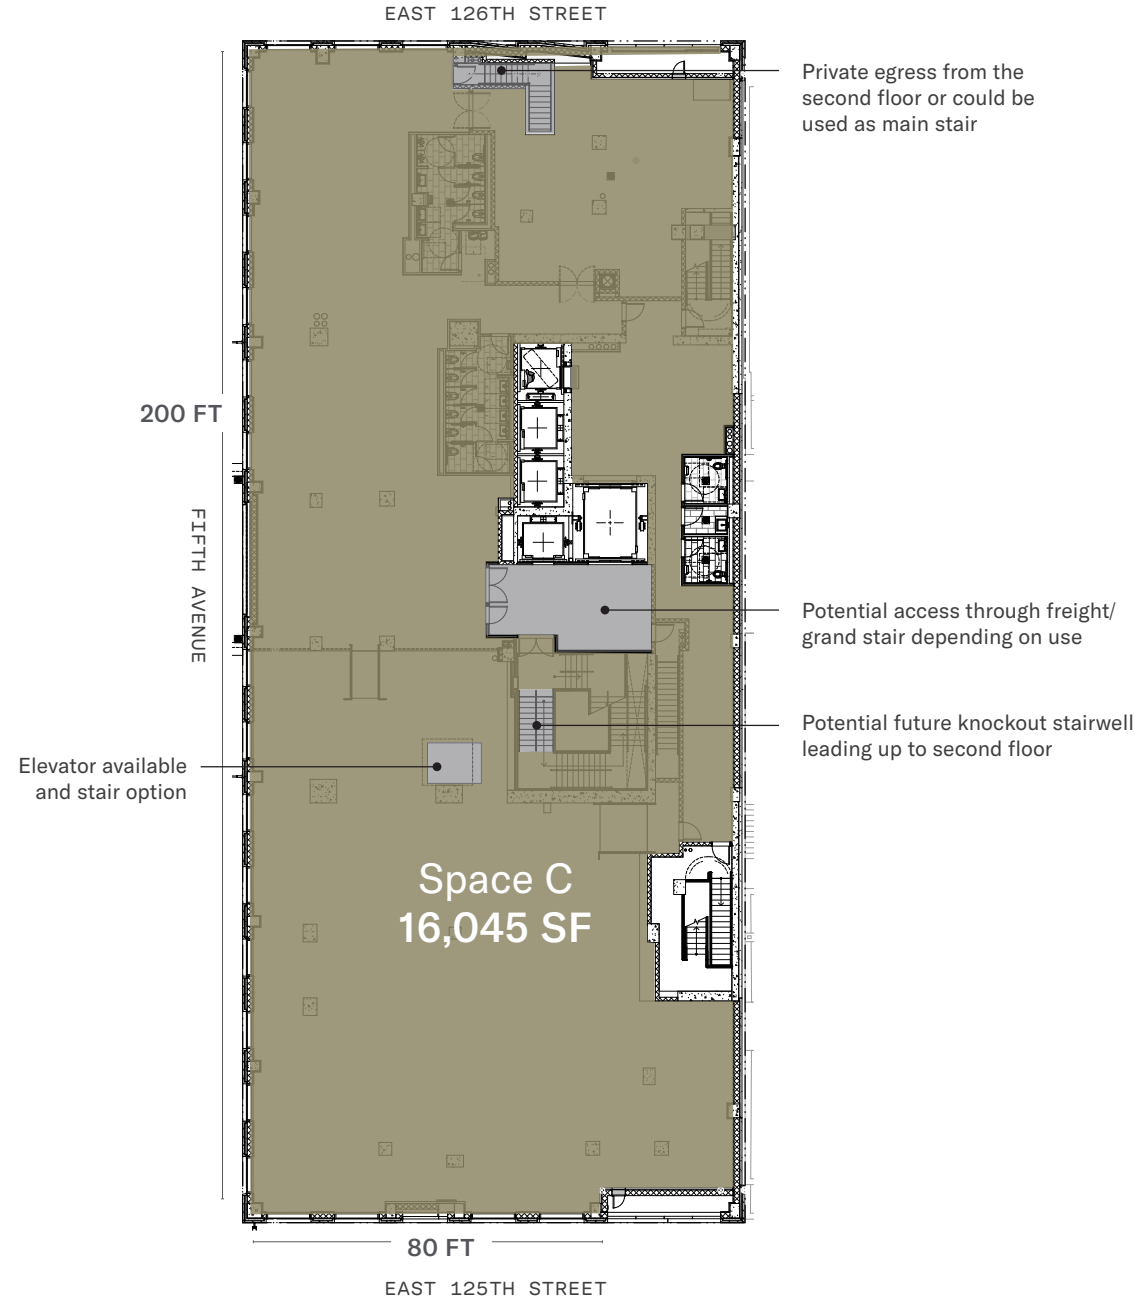 EAST 126TH STREET
Private egress from the
second floor or could be
used as main stair
200 FT
FIFTH AVENUE
Potential access through freight/
grand stair depending on use
Potential future knockout stairwell
leading up to second floor
Elevator available
and stair option
Space C
16,045 SF
80 FT
EAST 125TH STREET